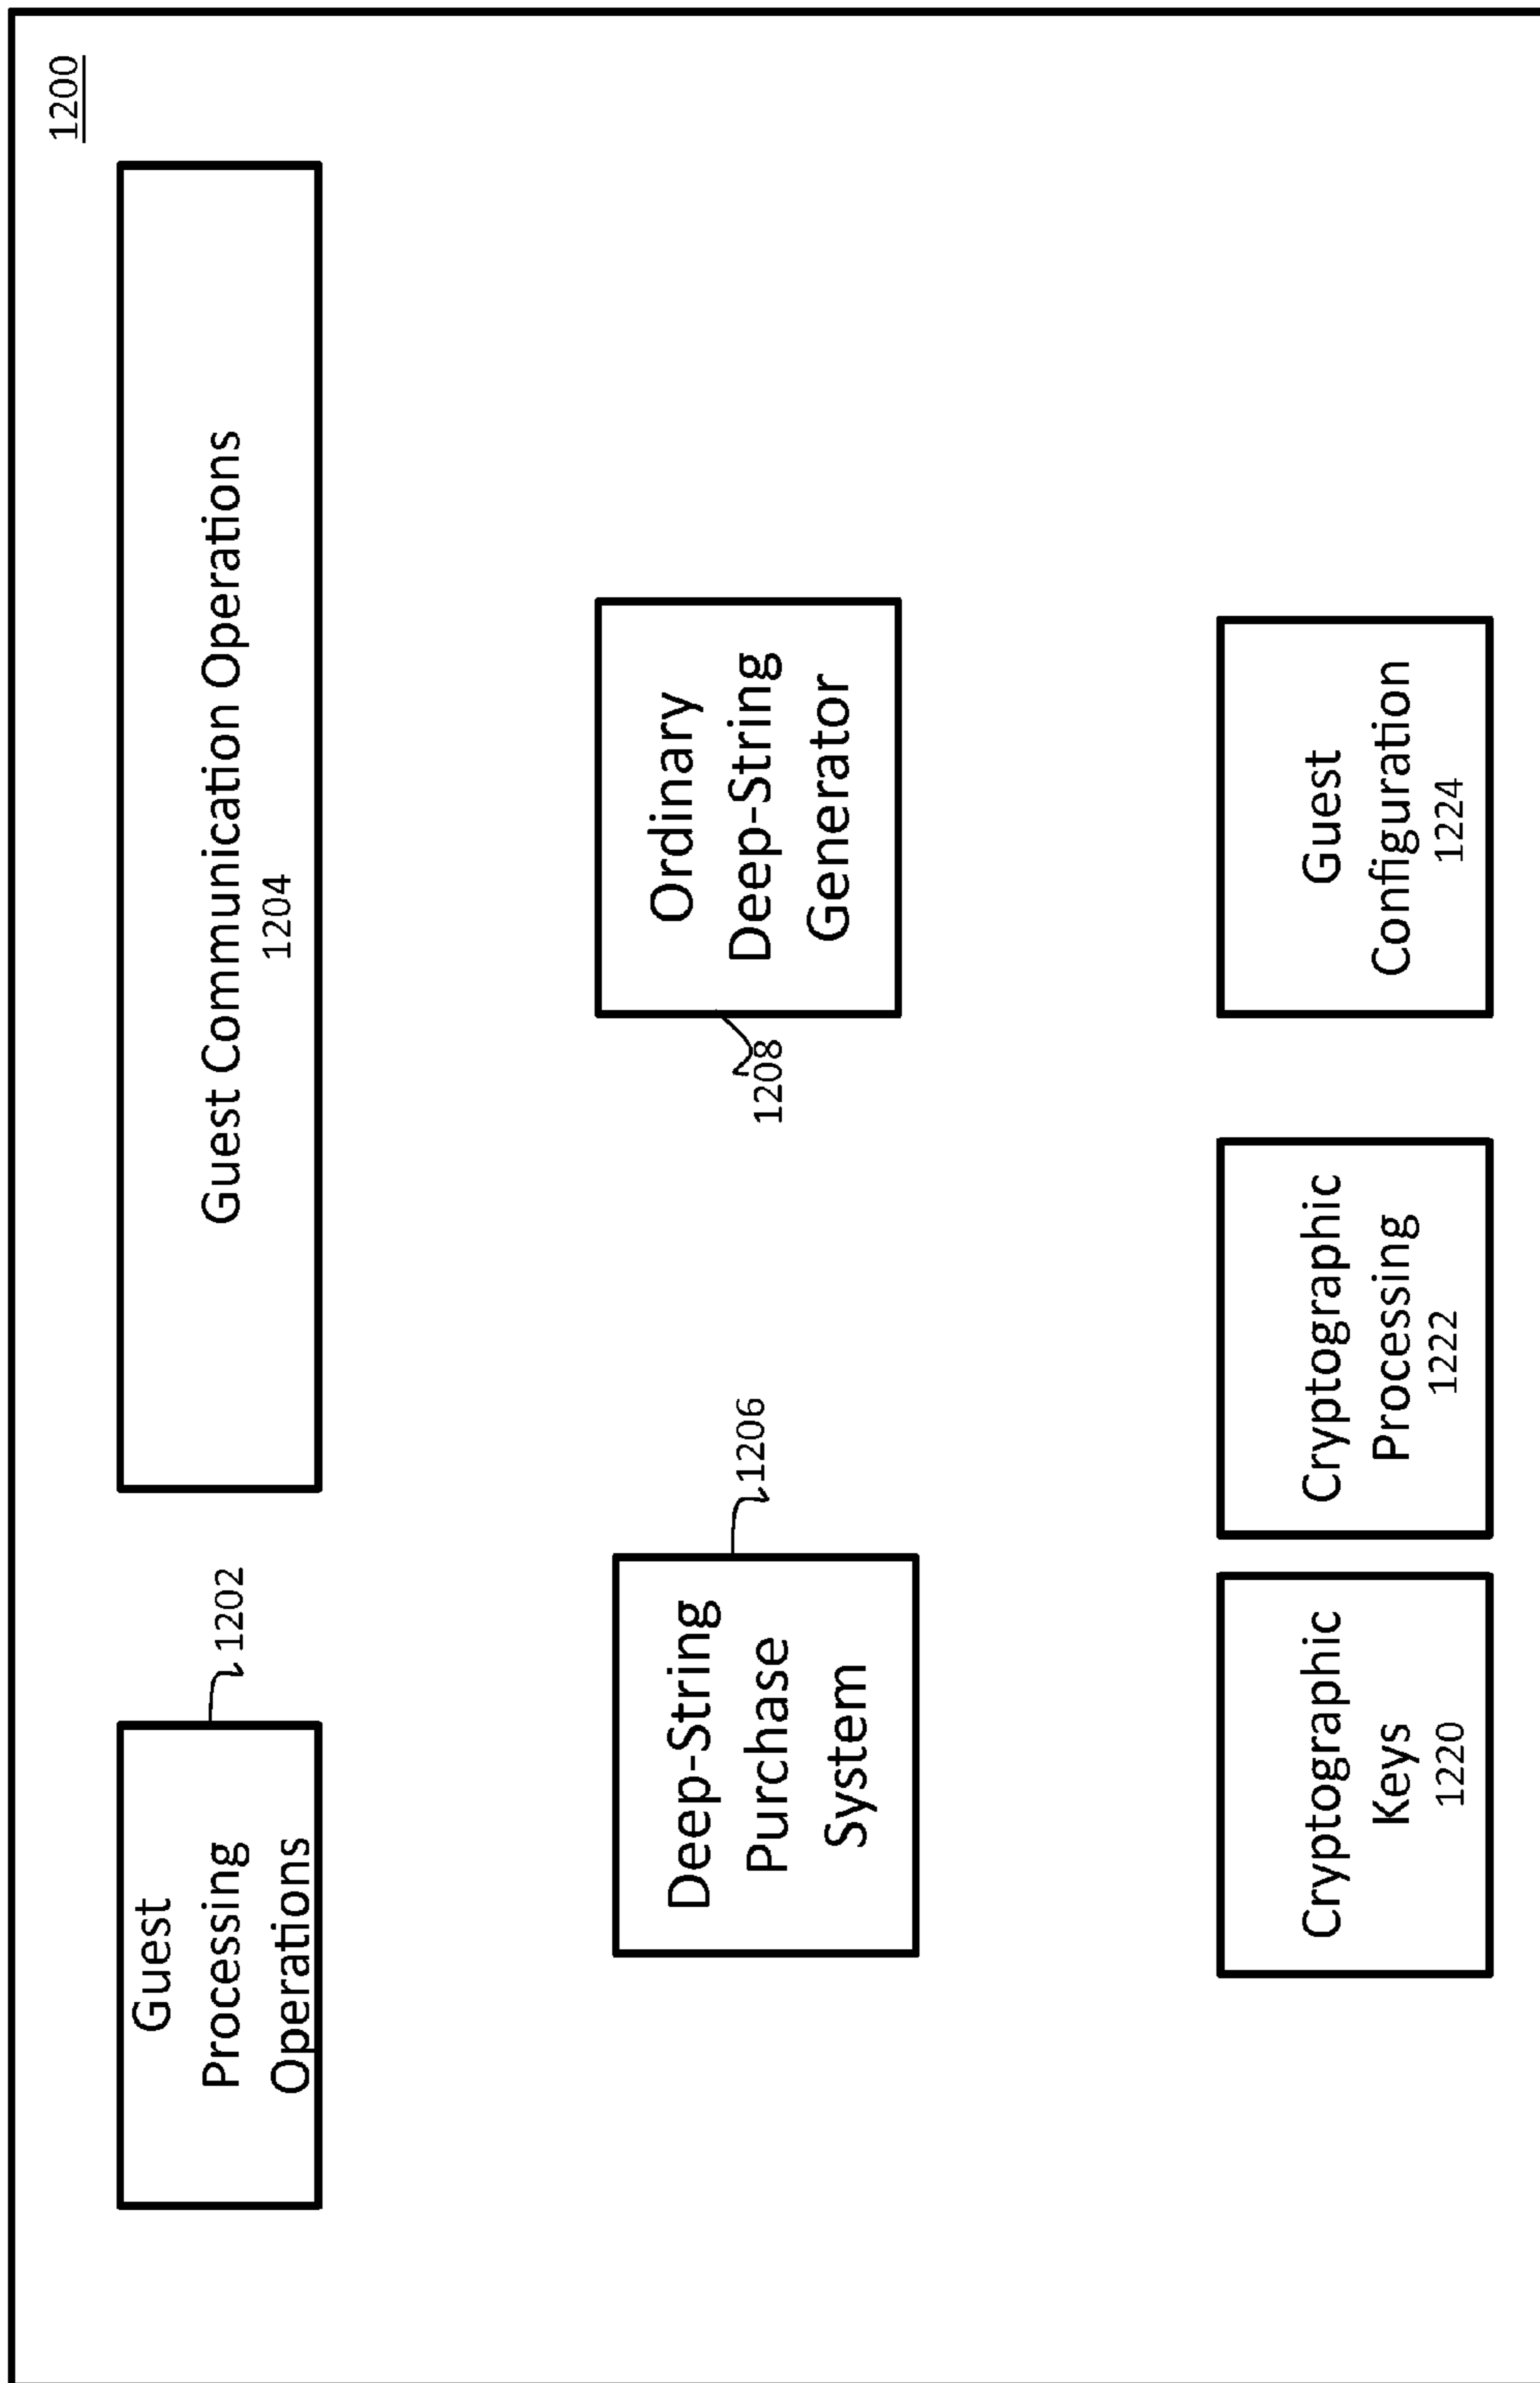 1200
Guest
Processing
Operations
1202
Guest Communication Operations
1204
Deep-String
Purchase
System
1206
Ordinary
Deep-String
Generator
1208
Cryptographic
Keys
1220
Cryptographic
Processing
1222
Guest
Configuration
1224